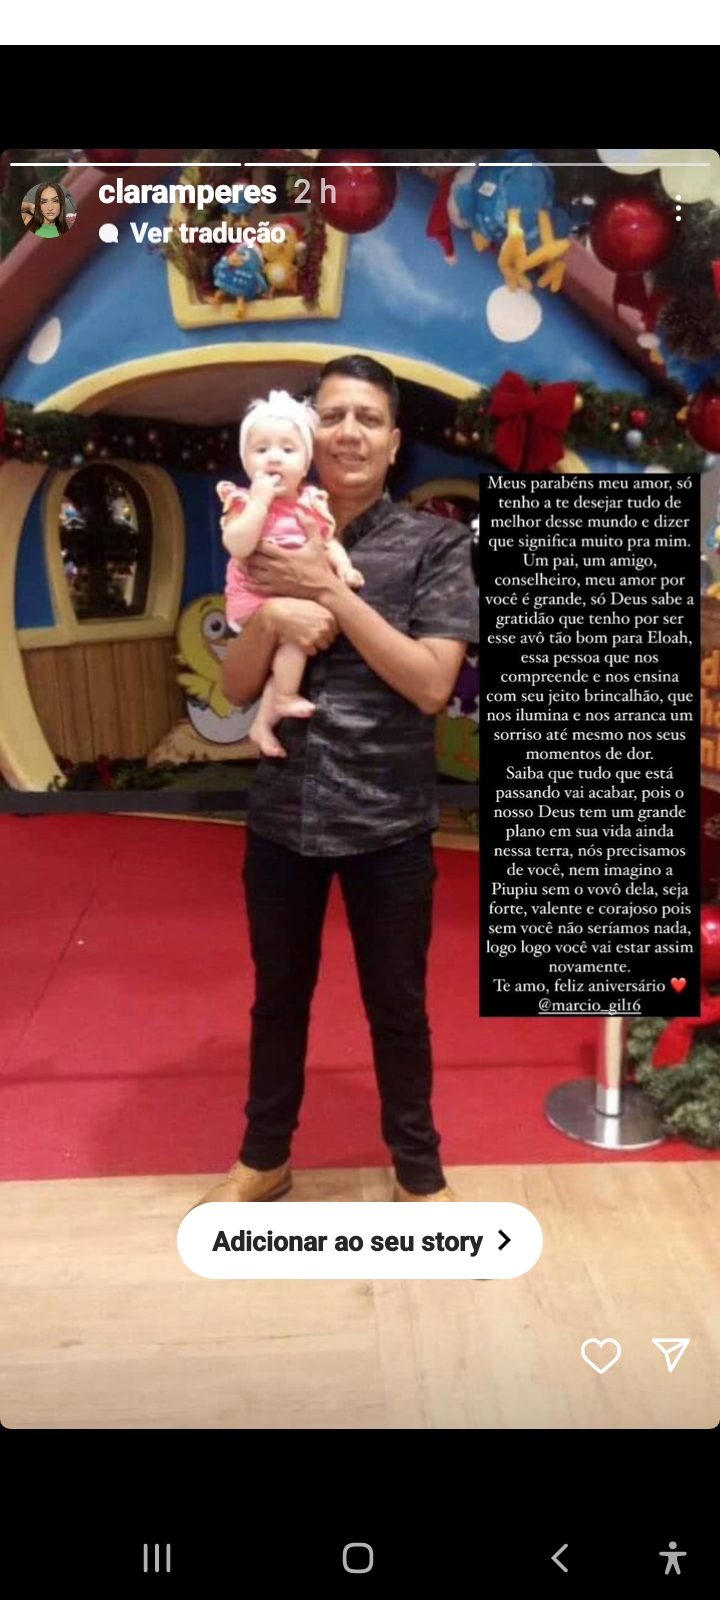 claramperes 2 h
Ver tradução
Meus parabéns meu amor, só
tenho a te desejar tudo de
melhor desse mundo e dizer
que significa muito pra mim.
Um pai, um amigo,
conselheiro, meu amor por
você é grande, só Deus sabe a
gratidão que tenho por ser
esse avô tão bom para Eloah,
essa pessoa que nos
compreende e nos ensina
com seu jeito brincalhão, que
nos ilumina e nos arranca um
sorriso até mesmo nos seus
momentos de dor.
Saiba que tudo que está
passando vai acabar, pois o
nosso Deus tem um grande
plano em sua vida ainda
nessa terra, nós precisamos
de você, nem imagino a
Piupiu sem o vovô dela, seja
forte, valente e corajoso pois
sem você não seríamos nada,
logo logo você vai estar assim
novamente.
Te amo, feliz aniversário ❤️
@marcio_gil16
Adicionar ao seu story